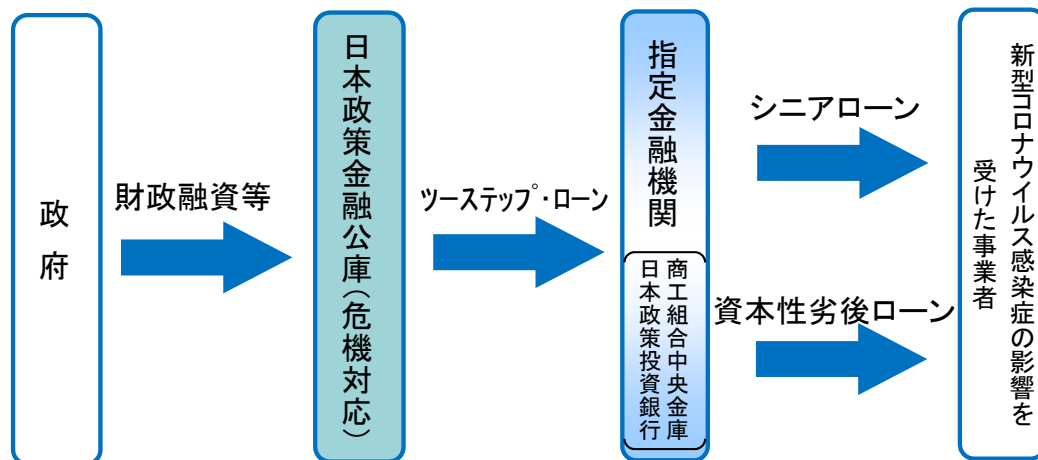 政府
財政融資等
日本政策金融公庫（危機対応）
ツーステップ・ローン
指定金融機関
商工組合中央金庫
日本政策投資銀行
シニアローン
資本性劣後ローン
新型コロナウイルス感染症の影響を
受けた事業者